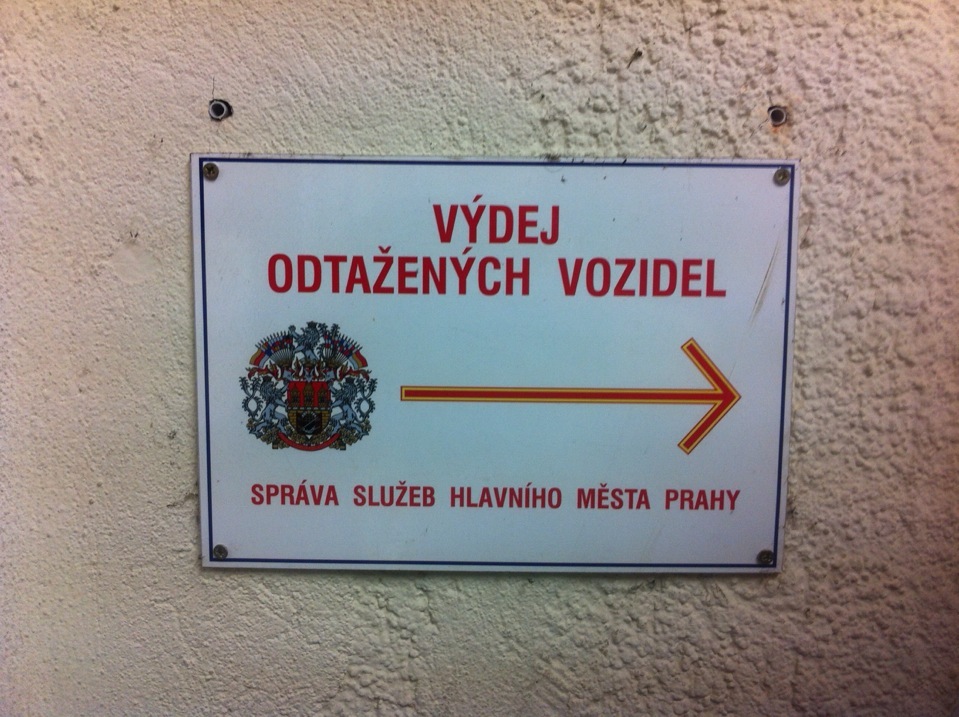 VÝDEJ
ODTAŽENÝCH VOZIDEL
SPRÁVA SLUŽEB HLAVNÍHO MĚSTA PRAHY